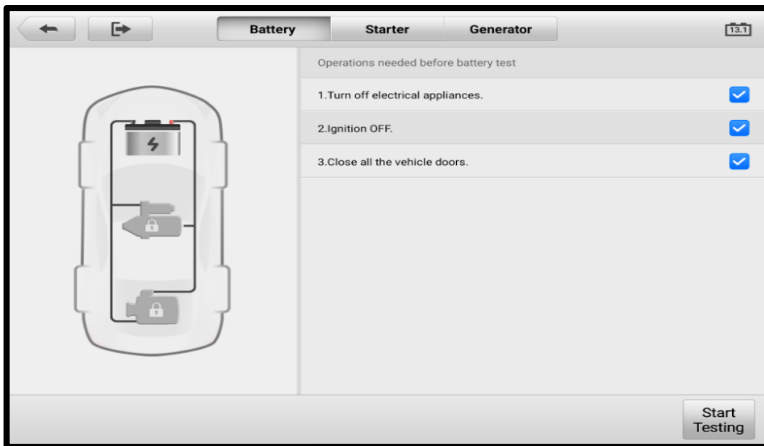 Battery
Starter
Generator
13.1
Operations needed before battery test
1.Turn off electrical appliances.
2.Ignition OFF.
3.Close all the vehicle doors.
Start
Testing